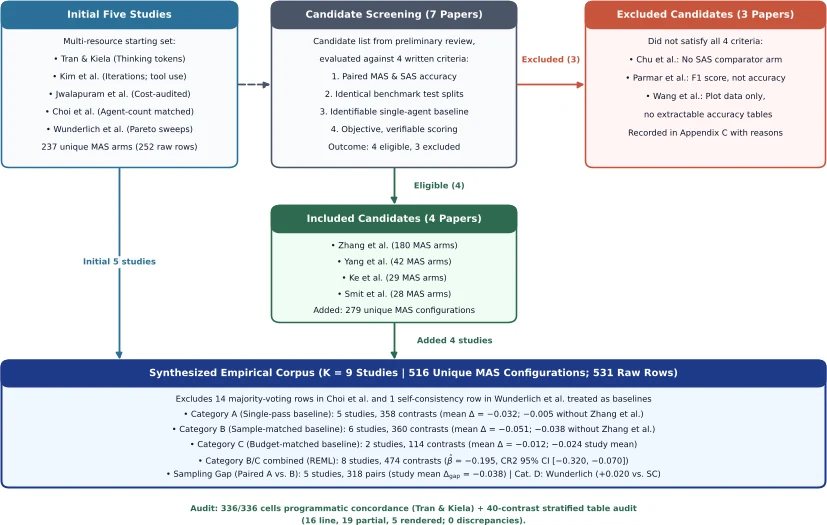 Initial Five Studies
Multi-resource starting set:
• Tran & Kiela (Thinking tokens)
• Kim et al. (Iterations; tool use)
• Jwalapuram et al. (Cost-audited)
• Choi et al. (Agent-count matched)
• Wunderlich et al. (Pareto sweeps)
237 unique MAS arms (252 raw rows)
Candidate Screening (7 Papers)
Candidate list from preliminary review,
evaluated against 4 written criteria:
1. Paired MAS & SAS accuracy
2. Identical benchmark test splits
3. Identifiable single-agent baseline
4. Objective, verifiable scoring
Outcome: 4 eligible, 3 excluded
Excluded (3)
Excluded Candidates (3 Papers)
Did not satisfy all 4 criteria:
• Chu et al.: No SAS comparator arm
• Parmar et al.: F1 score, not accuracy
• Wang et al.: Plot data only,
no extractable accuracy tables
Recorded in Appendix C with reasons
Eligible (4)
Included Candidates (4 Papers)
• Zhang et al. (180 MAS arms)
• Yang et al. (42 MAS arms)
• Ke et al. (29 MAS arms)
• Smit et al. (28 MAS arms)
Added: 279 unique MAS configurations
Initial 5 studies
Added 4 studies
Synthesized Empirical Corpus (K = 9 Studies | 516 Unique MAS Configurations; 531 Raw Rows)
Excludes 14 majority-voting rows in Choi et al. and 1 self-consistency row in Wunderlich et al. treated as baselines
• Category A (Single-pass baseline): 5 studies, 358 contrasts (mean Δ = −0.032; −0.005 without Zhang et al.)
• Category B (Sample-matched baseline): 6 studies, 360 contrasts (mean Δ = −0.051; −0.038 without Zhang et al.)
• Category C (Budget-matched baseline): 2 studies, 114 contrasts (mean Δ = −0.012; −0.024 study mean)
• Category B/C combined (REML): 8 studies, 474 contrasts (β̂ = −0.195, CR2 95% CI [−0.320, −0.070])
• Sampling Gap (Paired A vs. B): 5 studies, 318 pairs (study mean Δgap = −0.038) | Cat. D: Wunderlich (+0.020 vs. SC)
Audit: 336/336 cells programmatic concordance (Tran & Kiela) + 40-contrast stratified table audit
(16 line, 19 partial, 5 rendered; 0 discrepancies).